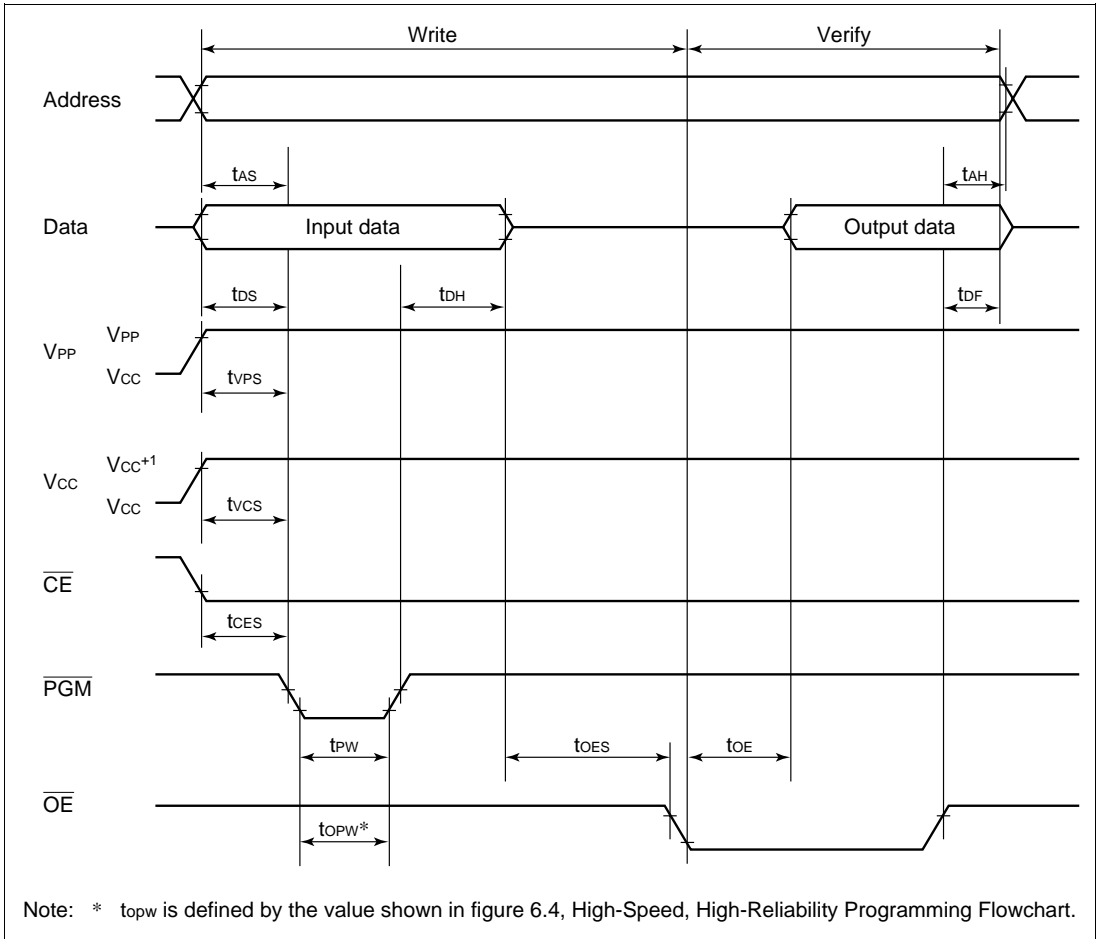 Write Verify
Address
tAS tAH
Data Input data Output data
tDS tDH tDF
VPP VPP
VCC
tVPS
VCC VCC+1
VCC
tVCS
CE
tCES
PGM
tPW tOES tOE
OE
tOPW*
Note: * topw is defined by the value shown in figure 6.4, High-Speed, High-Reliability Programming Flowchart.